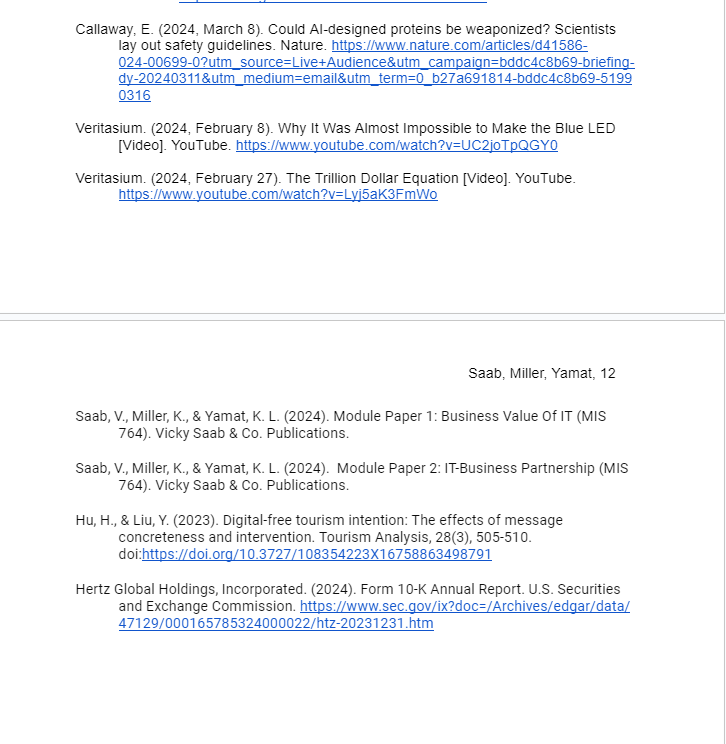 Callaway, E. (2024, March 8). Could AI-designed proteins be weaponized? Scientists
lay out safety guidelines. Nature. https://www.nature.com/articles/d41586-
024-00699-0?utm_source=Live+Audience&utm_campaign=bddc4c8b69-briefing-
dy-20240311&utm_medium=email&utm_term=0_b27a691814-bddc4c8b69-5199
0316
Veritasium. (2024, February 8). Why It Was Almost Impossible to Make the Blue LED
[Video]. YouTube. https://www.youtube.com/watch?v=UC2joTpQGY0
Veritasium. (2024, February 27). The Trillion Dollar Equation [Video]. YouTube.
https://www.youtube.com/watch?v=Lyj5aK3FmWo
Saab, Miller, Yamat, 12
Saab, V., Miller, K., & Yamat, K. L. (2024). Module Paper 1: Business Value Of IT (MIS
764). Vicky Saab & Co. Publications.
Saab, V., Miller, K., & Yamat, K. L. (2024).  Module Paper 2: IT-Business Partnership (MIS
764). Vicky Saab & Co. Publications.
Hu, H., & Liu, Y. (2023). Digital-free tourism intention: The effects of message
concreteness and intervention. Tourism Analysis, 28(3), 505-510.
doi:https://doi.org/10.3727/108354223X16758863498791
Hertz Global Holdings, Incorporated. (2024). Form 10-K Annual Report. U.S. Securities
and Exchange Commission. https://www.sec.gov/ix?doc=/Archives/edgar/data/
47129/000165785324000022/htz-20231231.htm